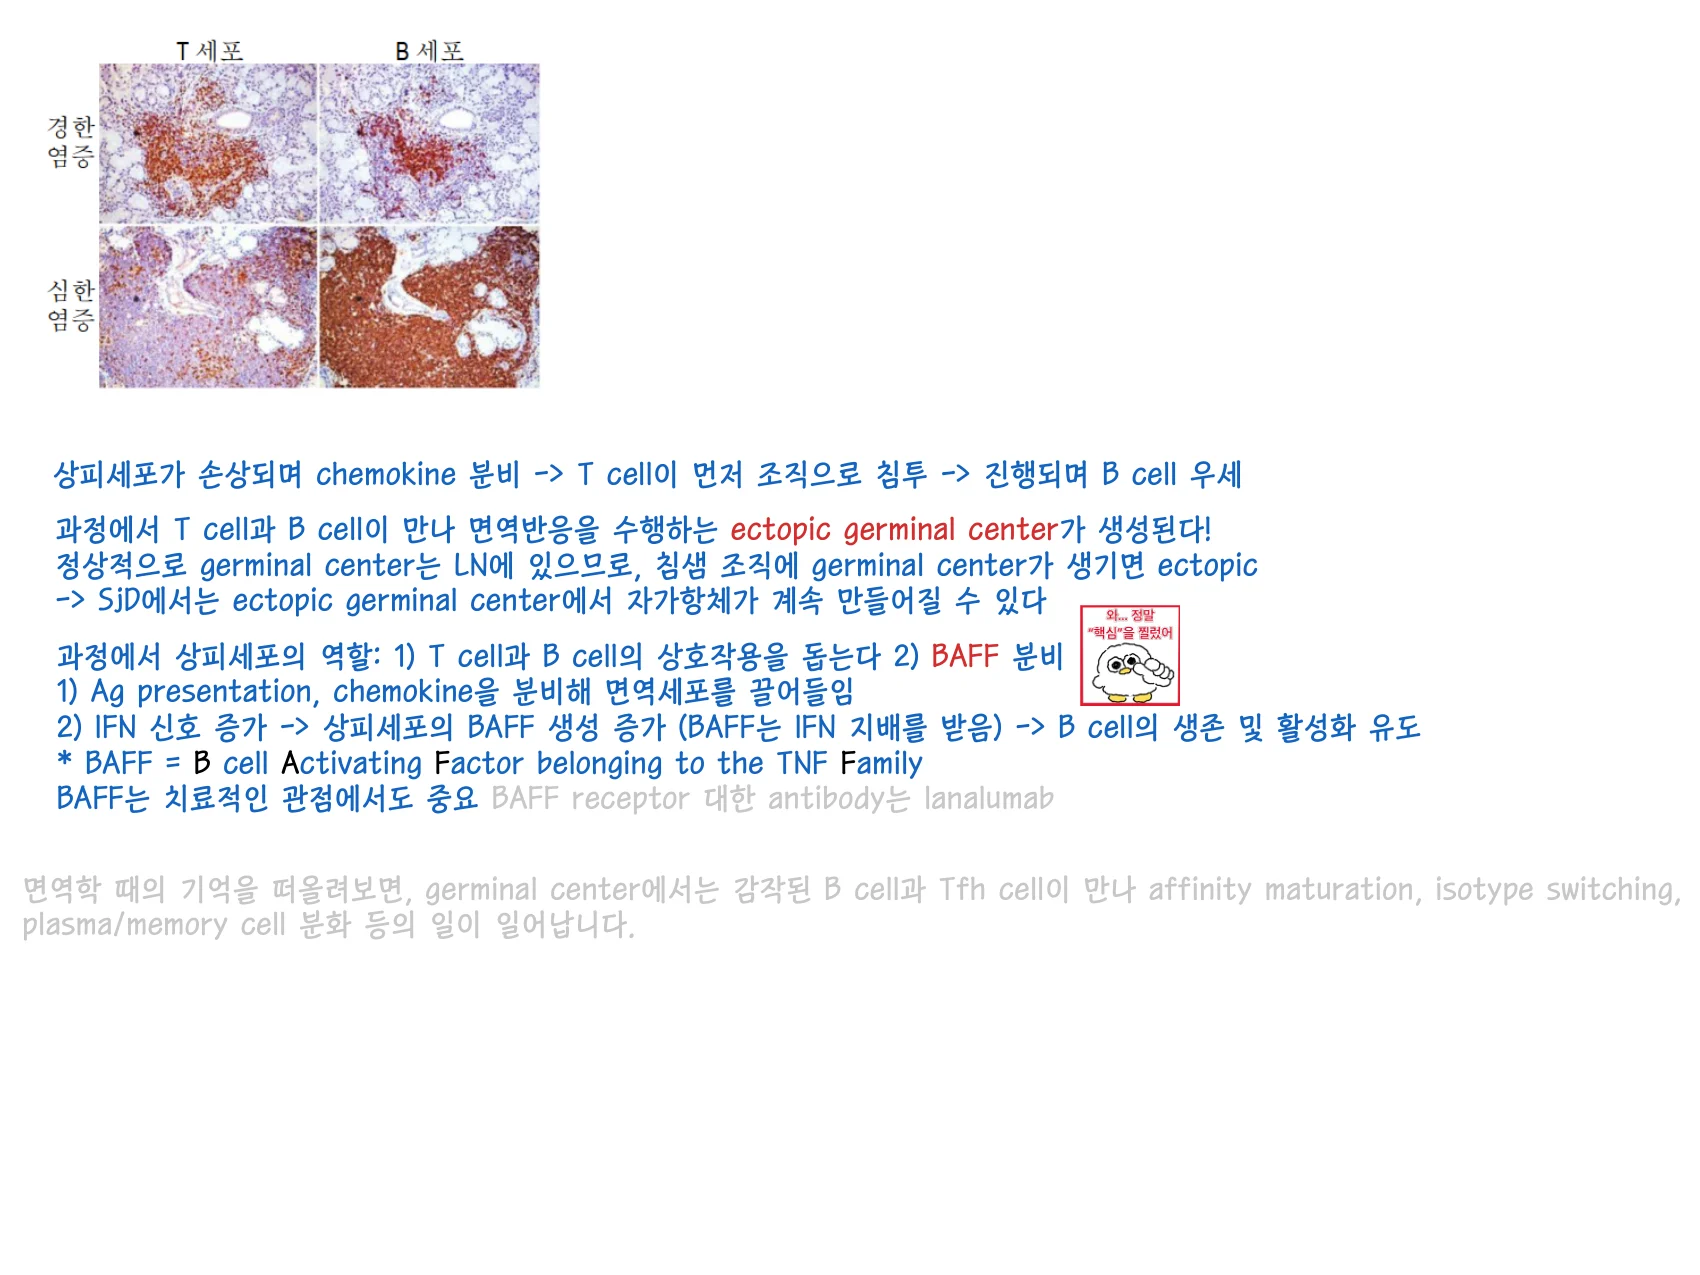 T 세포 B 세포
경한
염증
심한
염증
상피세포가 손상되며 chemokine 분비 -> T cell이 먼저 조직으로 침투 -> 진행되며 B cell 우세
과정에서 T cell과 B cell이 만나 면역반응을 수행하는 ectopic germinal center가 생성된다!
정상적으로 germinal center는 LN에 있으므로, 침샘 조직에 germinal center가 생기면 ectopic
-> SjD에서는 ectopic germinal center에서 자가항체가 계속 만들어질 수 있다
와... 정말
"핵심"을 찔렀어
과정에서 상피세포의 역할: 1) T cell과 B cell의 상호작용을 돕는다 2) BAFF 분비
1) Ag presentation, chemokine을 분비해 면역세포를 끌어들임
2) IFN 신호 증가 -> 상피세포의 BAFF 생성 증가 (BAFF는 IFN 지배를 받음) -> B cell의 생존 및 활성화 유도
* BAFF = B cell Activating Factor belonging to the TNF Family
BAFF는 치료적인 관점에서도 중요 BAFF receptor 대한 antibody는 Ianalumab
면역학 때의 기억을 떠올려보면, germinal center에서는 감작된 B cell과 Tfh cell이 만나 affinity maturation, isotype switching,
plasma/memory cell 분화 등의 일이 일어납니다.